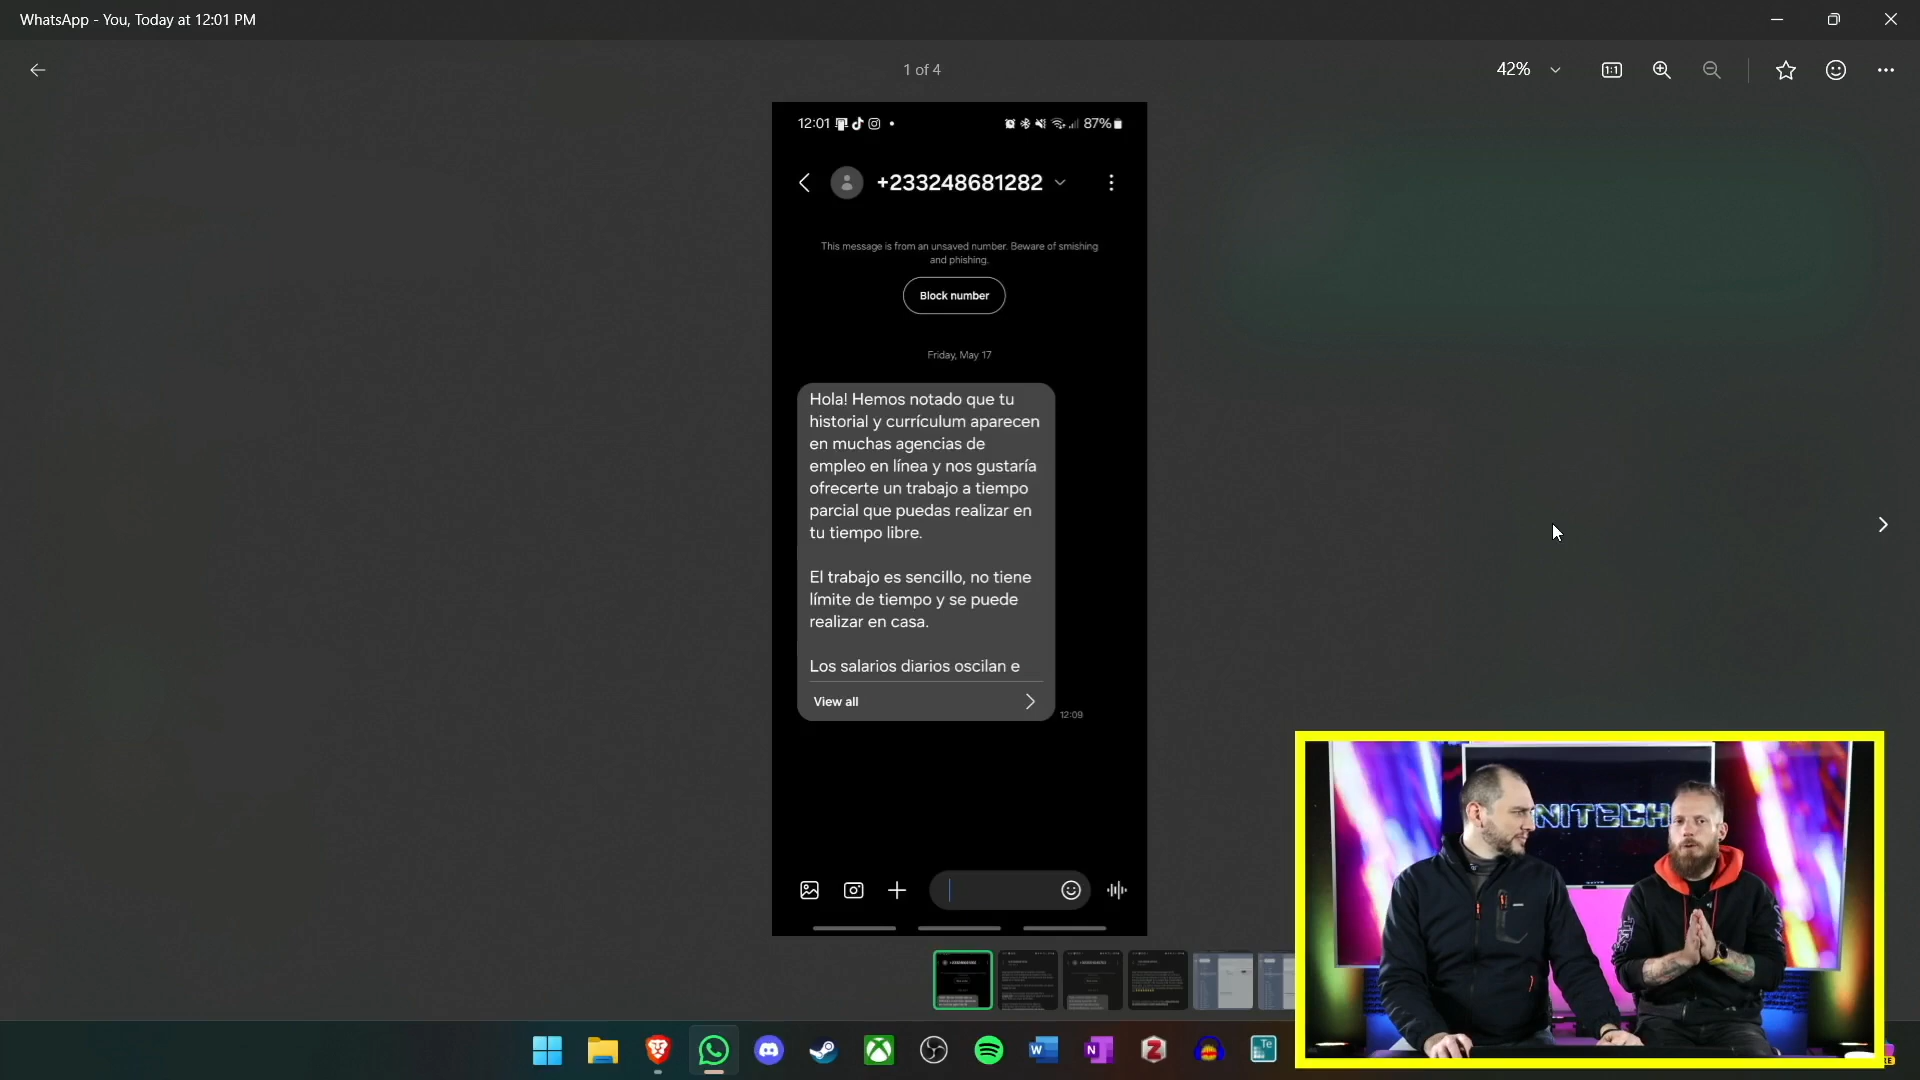 WhatsApp - You, Today at 12:01 PM
1 of 4
42%
1:1
12:01
87%
+233248681282
This message is from an unsaved number. Beware of smishing
and phishing.
Block number
Friday, May 17
Hola! Hemos notado que tu
historial y currículum aparecen
en muchas agencias de
empleo en línea y nos gustaría
ofrecerte un trabajo a tiempo
parcial que puedas realizar en
tu tiempo libre.
El trabajo es sencillo, no tiene
límite de tiempo y se puede
realizar en casa.
Los salarios diarios oscilan e
View all
12:09
NITECH
W
N
Z
Te